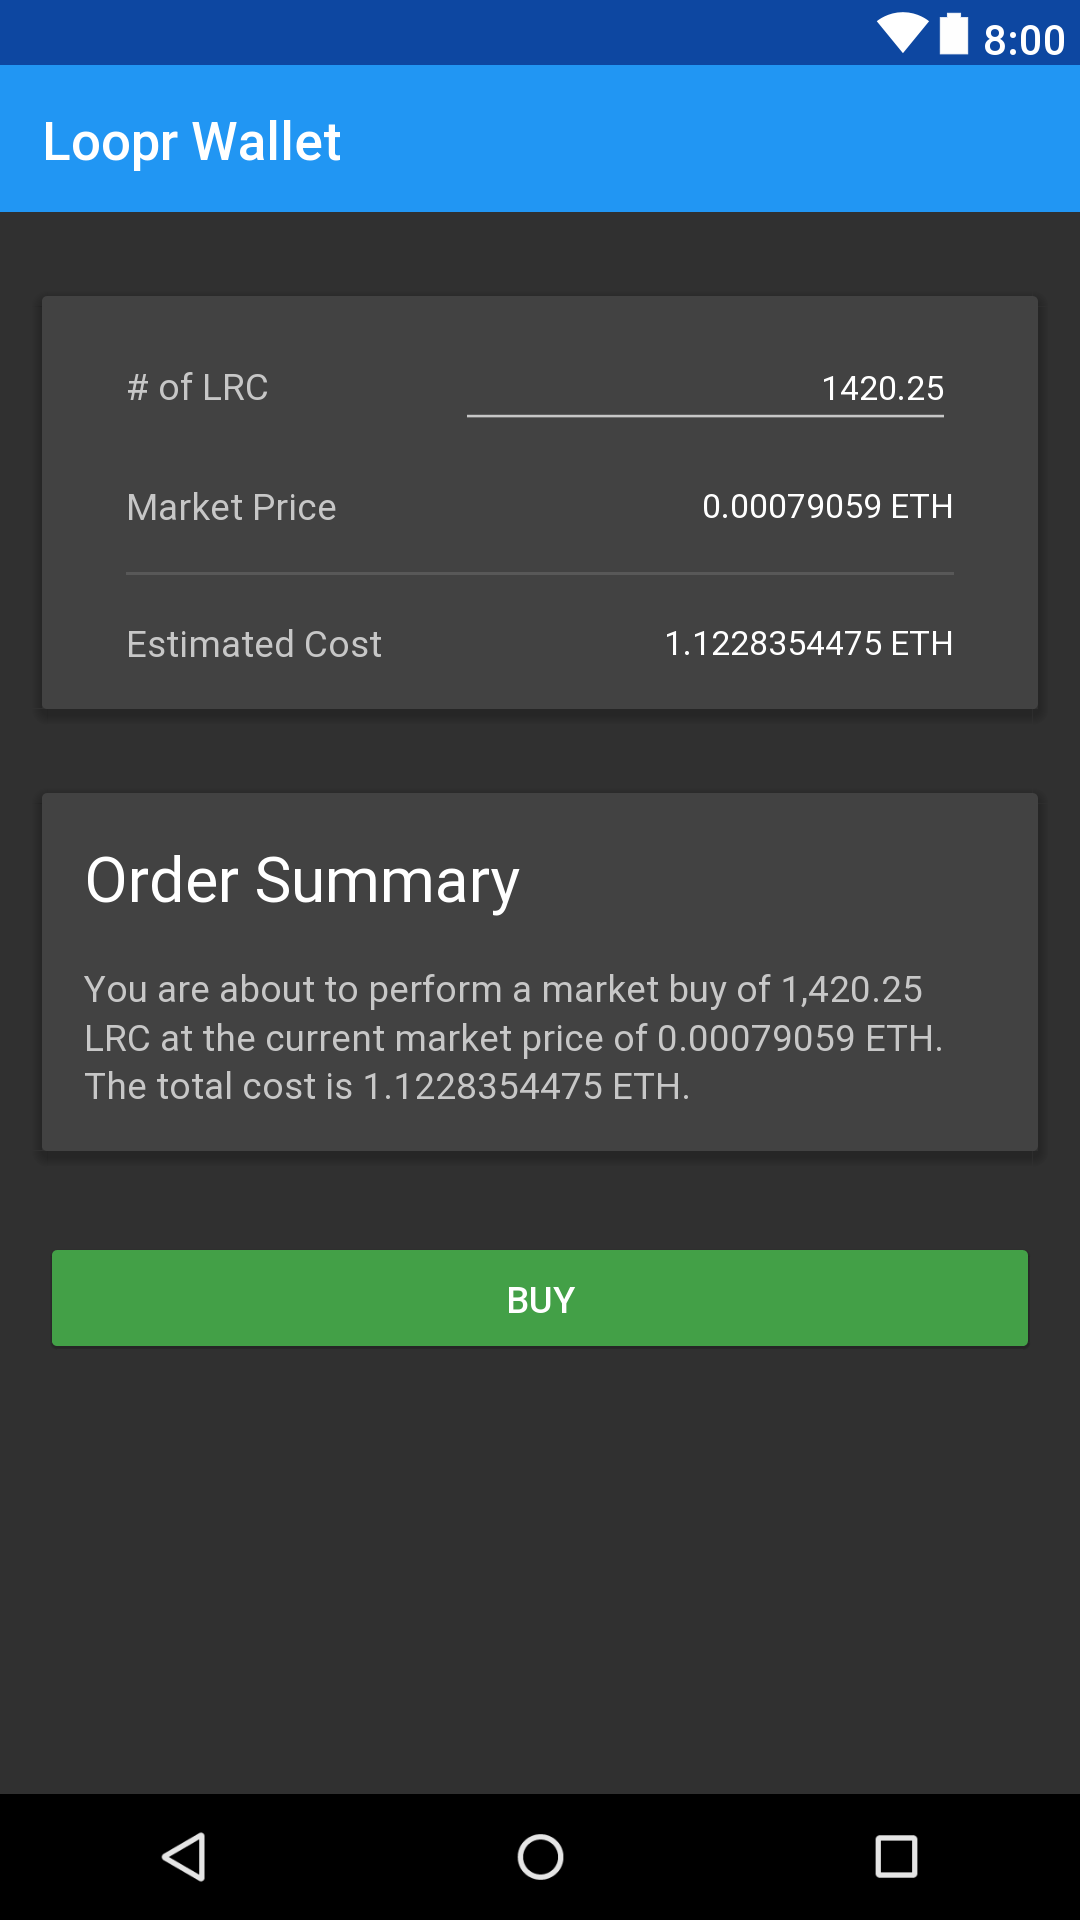 8:00
Loopr Wallet
# of LRC 1420.25
Market Price 0.00079059 ETH
Estimated Cost 1.1228354475 ETH
Order Summary
You are about to perform a market buy of 1,420.25
LRC at the current market price of 0.00079059 ETH.
The total cost is 1.1228354475 ETH.
BUY